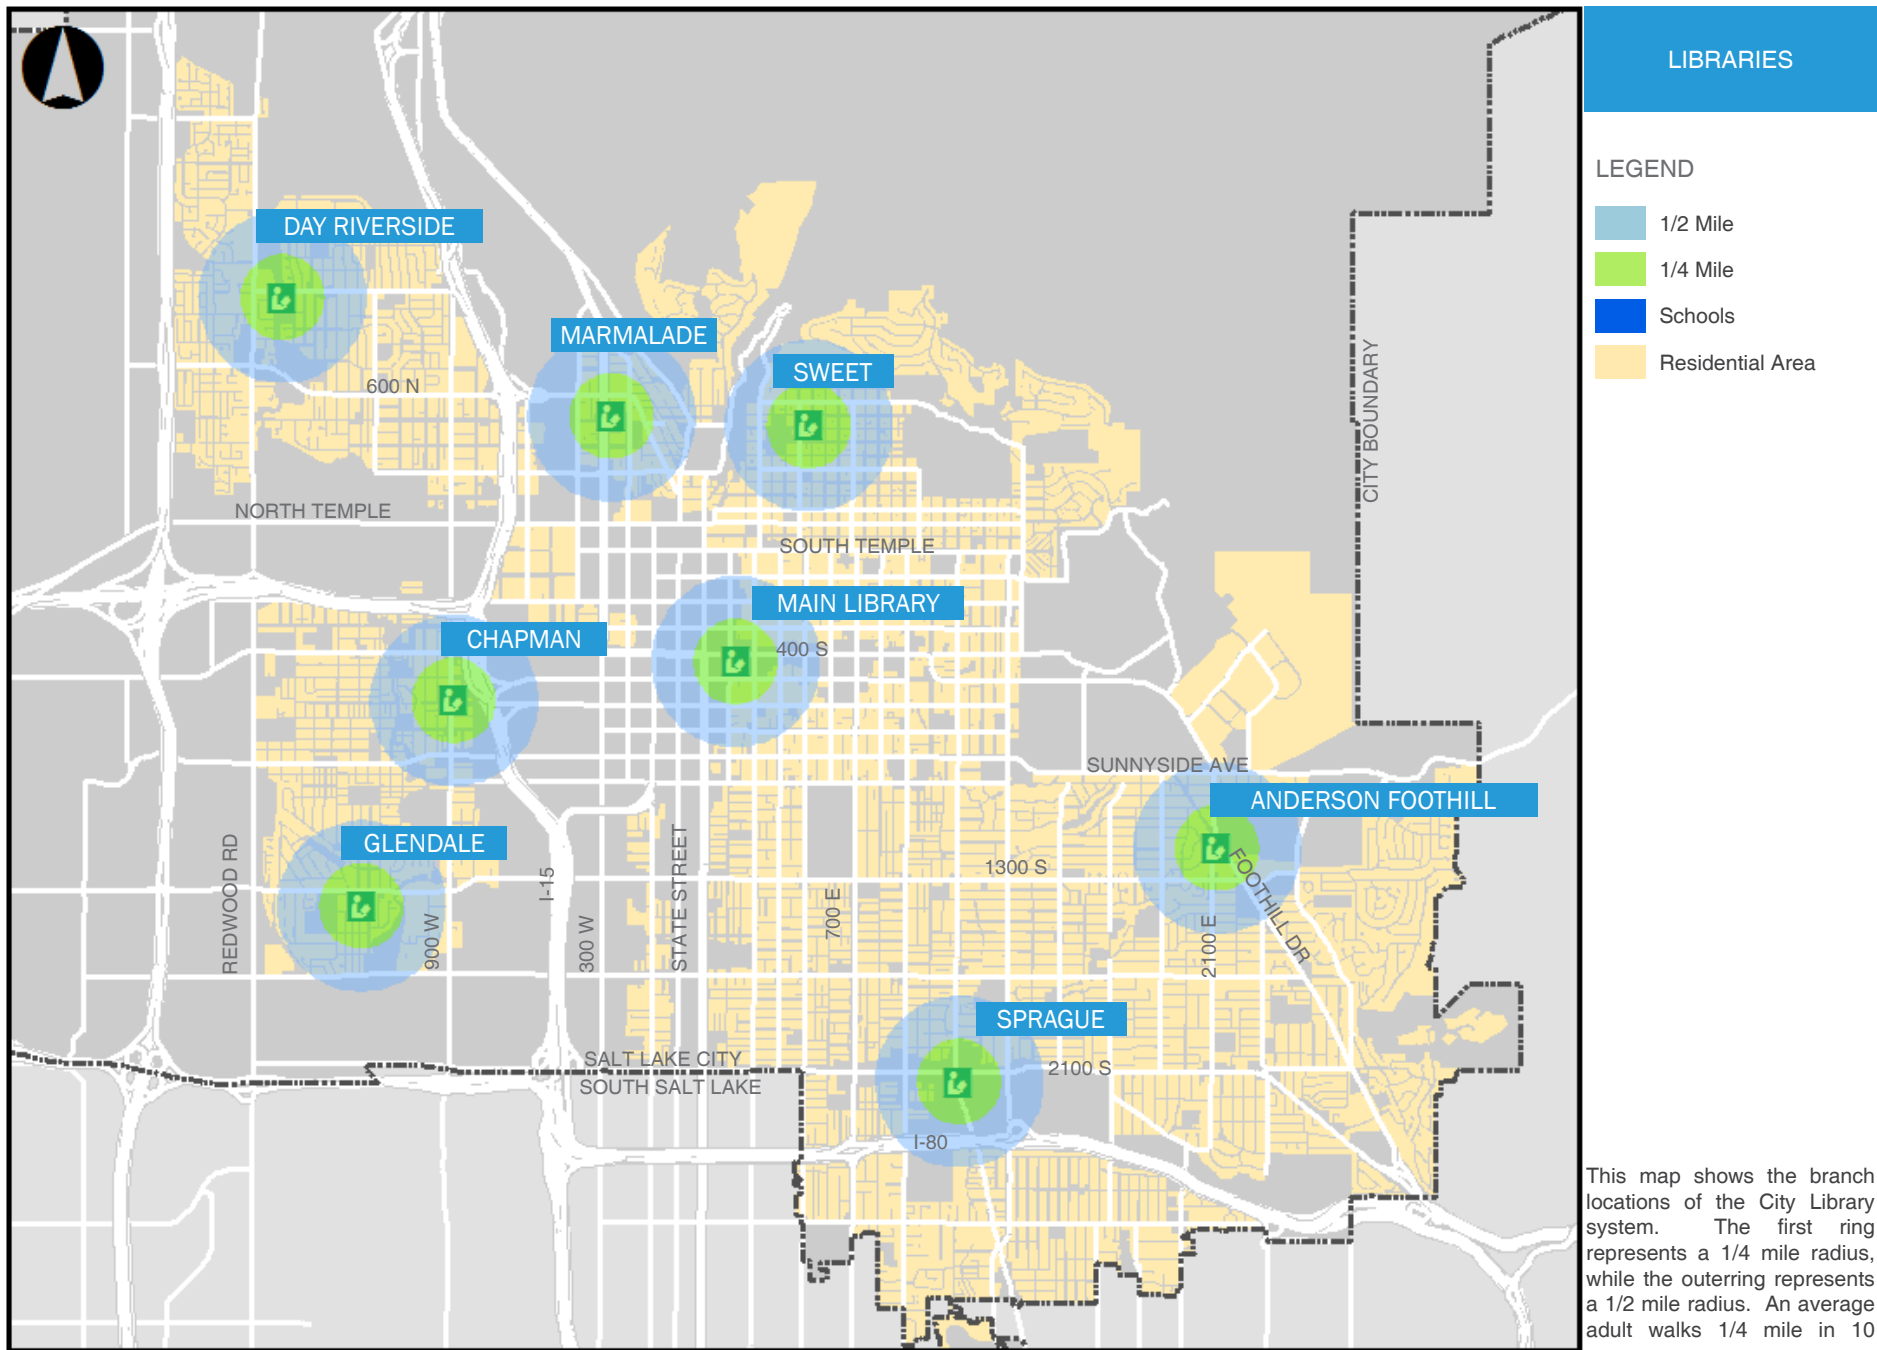 LIBRARIES
LEGEND
1/2 Mile
1/4 Mile
Schools
Residential Area
DAY RIVERSIDE
MARMALADE
SWEET
600 N
CITY BOUNDARY
NORTH TEMPLE
SOUTH TEMPLE
MAIN LIBRARY
CHAPMAN
400 S
SUNNYSIDE AVE
ANDERSON FOOTHILL
GLENDALE
REDWOOD RD
900 W
I-15
300 W
STATE STREET
700 E
1300 S
FOOTHILL DR
2100 E
SPRAGUE
SALT LAKE CITY
SOUTH SALT LAKE
2100 S
I-80
This map shows the branch
locations of the City Library
system. The first ring
represents a 1/4 mile radius,
while the outerring represents
a 1/2 mile radius. An average
adult walks 1/4 mile in 10